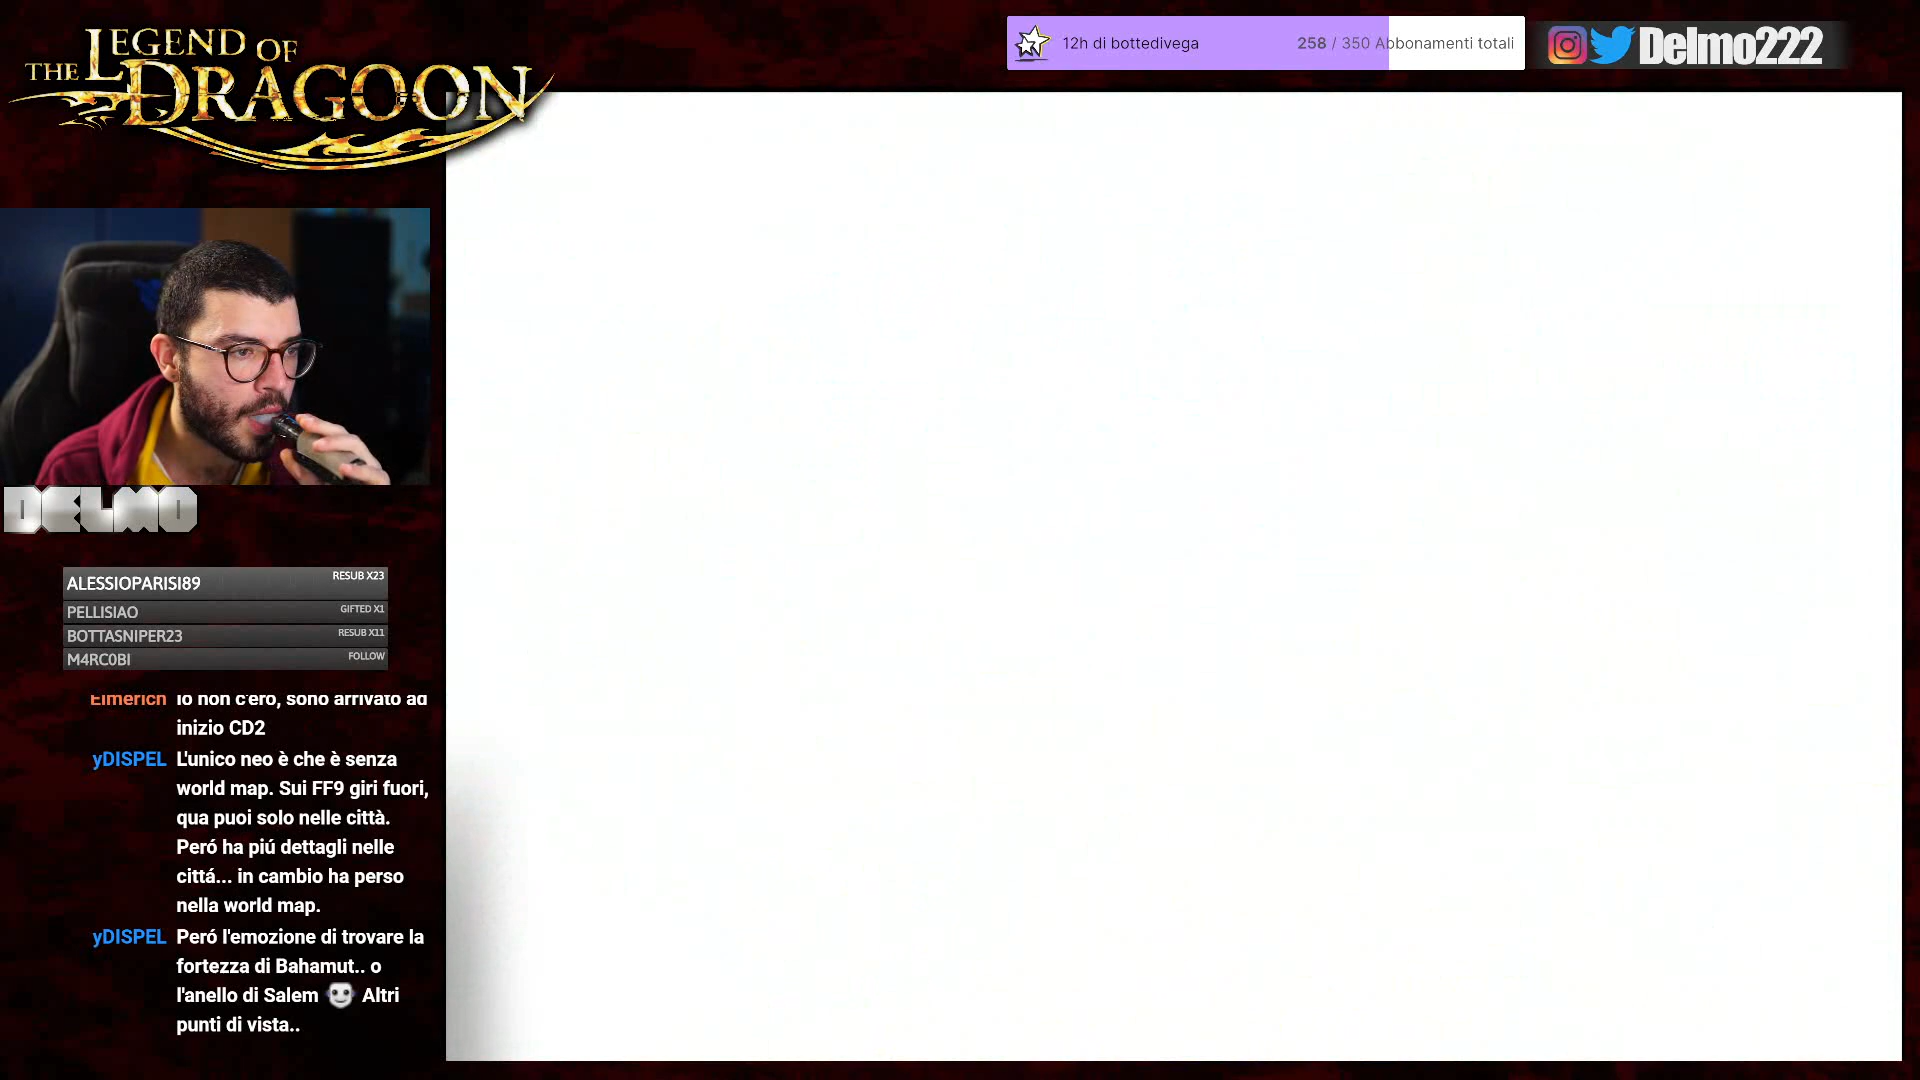 THE LEGEND OF
DRAGOON
12h di bottedivega
258 / 350 Abbonamenti totali
Delmo222
DELMO
ALESSIOPARISI89 RESUB X23
PELLISIAO GIFTED X1
BOTTASNIPER23 RESUB X11
M4RC0BI FOLLOW
Elmerich Io non c'ero, sono arrivato ad
inizio CD2
yDISPEL L'unico neo è che è senza
world map. Sui FF9 giri fuori,
qua puoi solo nelle città.
Peró ha piú dettagli nelle
cittá... in cambio ha perso
nella world map.
yDISPEL Peró l'emozione di trovare la
fortezza di Bahamut.. o
l'anello di Salem Altri
punti di vista..